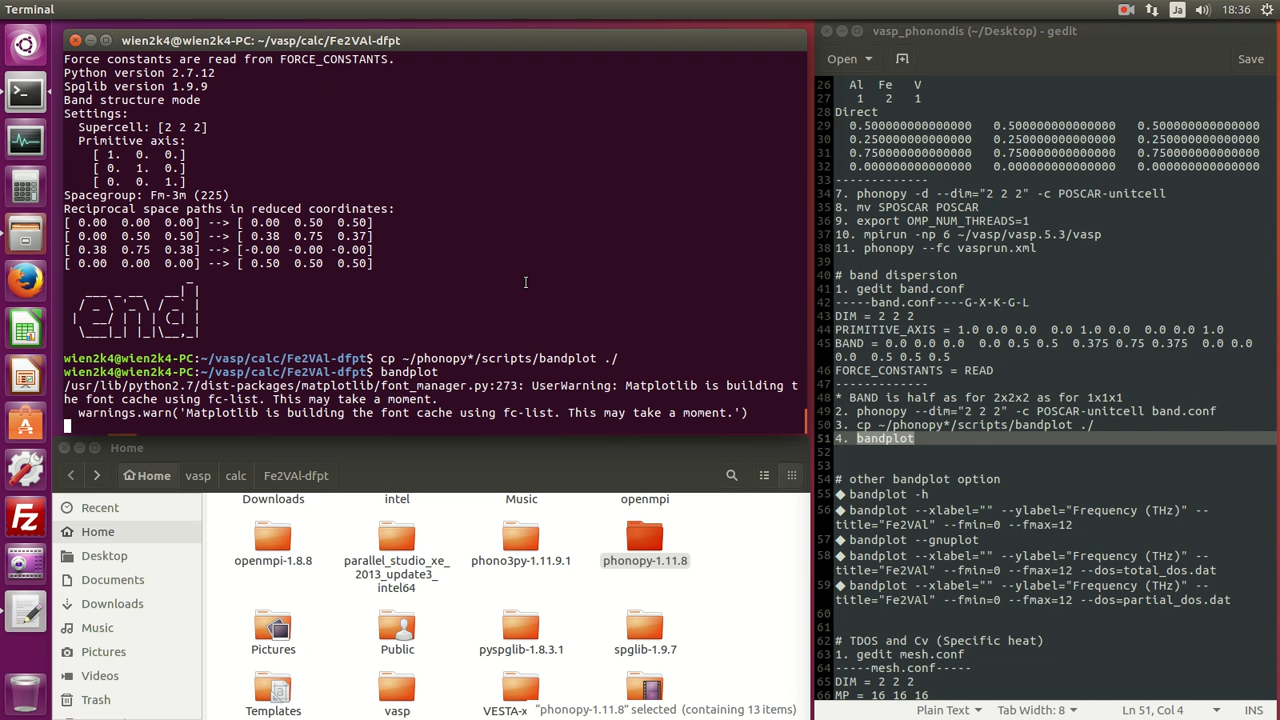 Terminal
Ja
18:36
wien2k4@wien2k4-PC: ~/vasp/calc/Fe2VAl-dfpt
Force constants are read from FORCE_CONSTANTS.
Python version 2.7.12
Spglib version 1.9.9
Band structure mode
Settings:
  Supercell: [2 2 2]
  Primitive axis:
    [ 1.  0.  0.]
    [ 0.  1.  0.]
    [ 0.  0.  1.]
Spacegroup: Fm-3m (225)
Reciprocal space paths in reduced coordinates:
[ 0.00  0.00  0.00] --> [ 0.00  0.50  0.50]
[ 0.00  0.50  0.50] --> [ 0.38  0.75  0.37]
[ 0.38  0.75  0.38] --> [-0.00 -0.00 -0.00]
[ 0.00  0.00  0.00] --> [ 0.50  0.50  0.50]
end
wien2k4@wien2k4-PC:~/vasp/calc/Fe2VAl-dfpt$ cp ~/phonopy*/scripts/bandplot ./
wien2k4@wien2k4-PC:~/vasp/calc/Fe2VAl-dfpt$ bandplot
/usr/lib/python2.7/dist-packages/matplotlib/font_manager.py:273: UserWarning: Matplotlib is building t
he font cache using fc-list. This may take a moment.
  warnings.warn('Matplotlib is building the font cache using fc-list. This may take a moment.')
Home
Home vasp calc Fe2VAl-dfpt
Recent
Home
Desktop
Documents
Downloads
Music
Pictures
Videos
Trash
Downloads intel Music openmpi
openmpi-1.8.8 parallel_studio_xe_2013_update3_intel64 phono3py-1.11.9.1 phonopy-1.11.8
Pictures Public pyspglib-1.8.3.1 spglib-1.9.7
Templates vasp VESTA-x
"phonopy-1.11.8" selected (containing 13 items)
vasp_phonondis (~/Desktop) - gedit
Open Save
26   Al  Fe  V
27    1   2   1
28 Direct
29   0.500000000000000   0.500000000000000   0.500000000000000
30   0.250000000000000   0.250000000000000   0.250000000000000
31   0.750000000000000   0.750000000000000   0.750000000000000
32   0.000000000000000   0.000000000000000   0.000000000000000
33 -------------
34 7. phonopy -d --dim="2 2 2" -c POSCAR-unitcell
35 8. mv SPOSCAR POSCAR
36 9. export OMP_NUM_THREADS=1
37 10. mpirun -np 6 ~/vasp/vasp.5.3/vasp
38 11. phonopy --fc vasprun.xml
39
40 # band dispersion
41 1. gedit band.conf
42 -----band.conf----G-X-K-G-L
43 DIM = 2 2 2
44 PRIMITIVE_AXIS = 1.0 0.0 0.0  0.0 1.0 0.0  0.0 0.0 1.0
45 BAND = 0.0 0.0 0.0  0.0 0.5 0.5  0.375 0.75 0.375  0.0 0.0
0.0  0.5 0.5 0.5
46 FORCE_CONSTANTS = READ
47 -------------
48 * BAND is half as for 2x2x2 as for 1x1x1
49 2. phonopy --dim="2 2 2" -c POSCAR-unitcell band.conf
50 3. cp ~/phonopy*/scripts/bandplot ./
51 4. bandplot
52
53
54 # other bandplot option
55 ◆ bandplot -h
56 ◆ bandplot --xlabel="" --ylabel="Frequency (THz)" --
title="Fe2VAl" --fmin=0 --fmax=12
57 ◆ bandplot --gnuplot
58 ◆ bandplot --xlabel="" --ylabel="Frequency (THz)" --
title="Fe2VAl" --fmin=0 --fmax=12 --dos=total_dos.dat
59 ◆ bandplot --xlabel="" --ylabel="Frequency (THz)" --
title="Fe2VAl" --fmin=0 --fmax=12 --dos=partial_dos.dat
60
61
62 # TDOS and Cv (Specific heat)
63 1. gedit mesh.conf
64 -----mesh.conf-----
65 DIM = 2 2 2
66 MP = 16 16 16
Plain Text Tab Width: 8 Ln 51, Col 4 INS